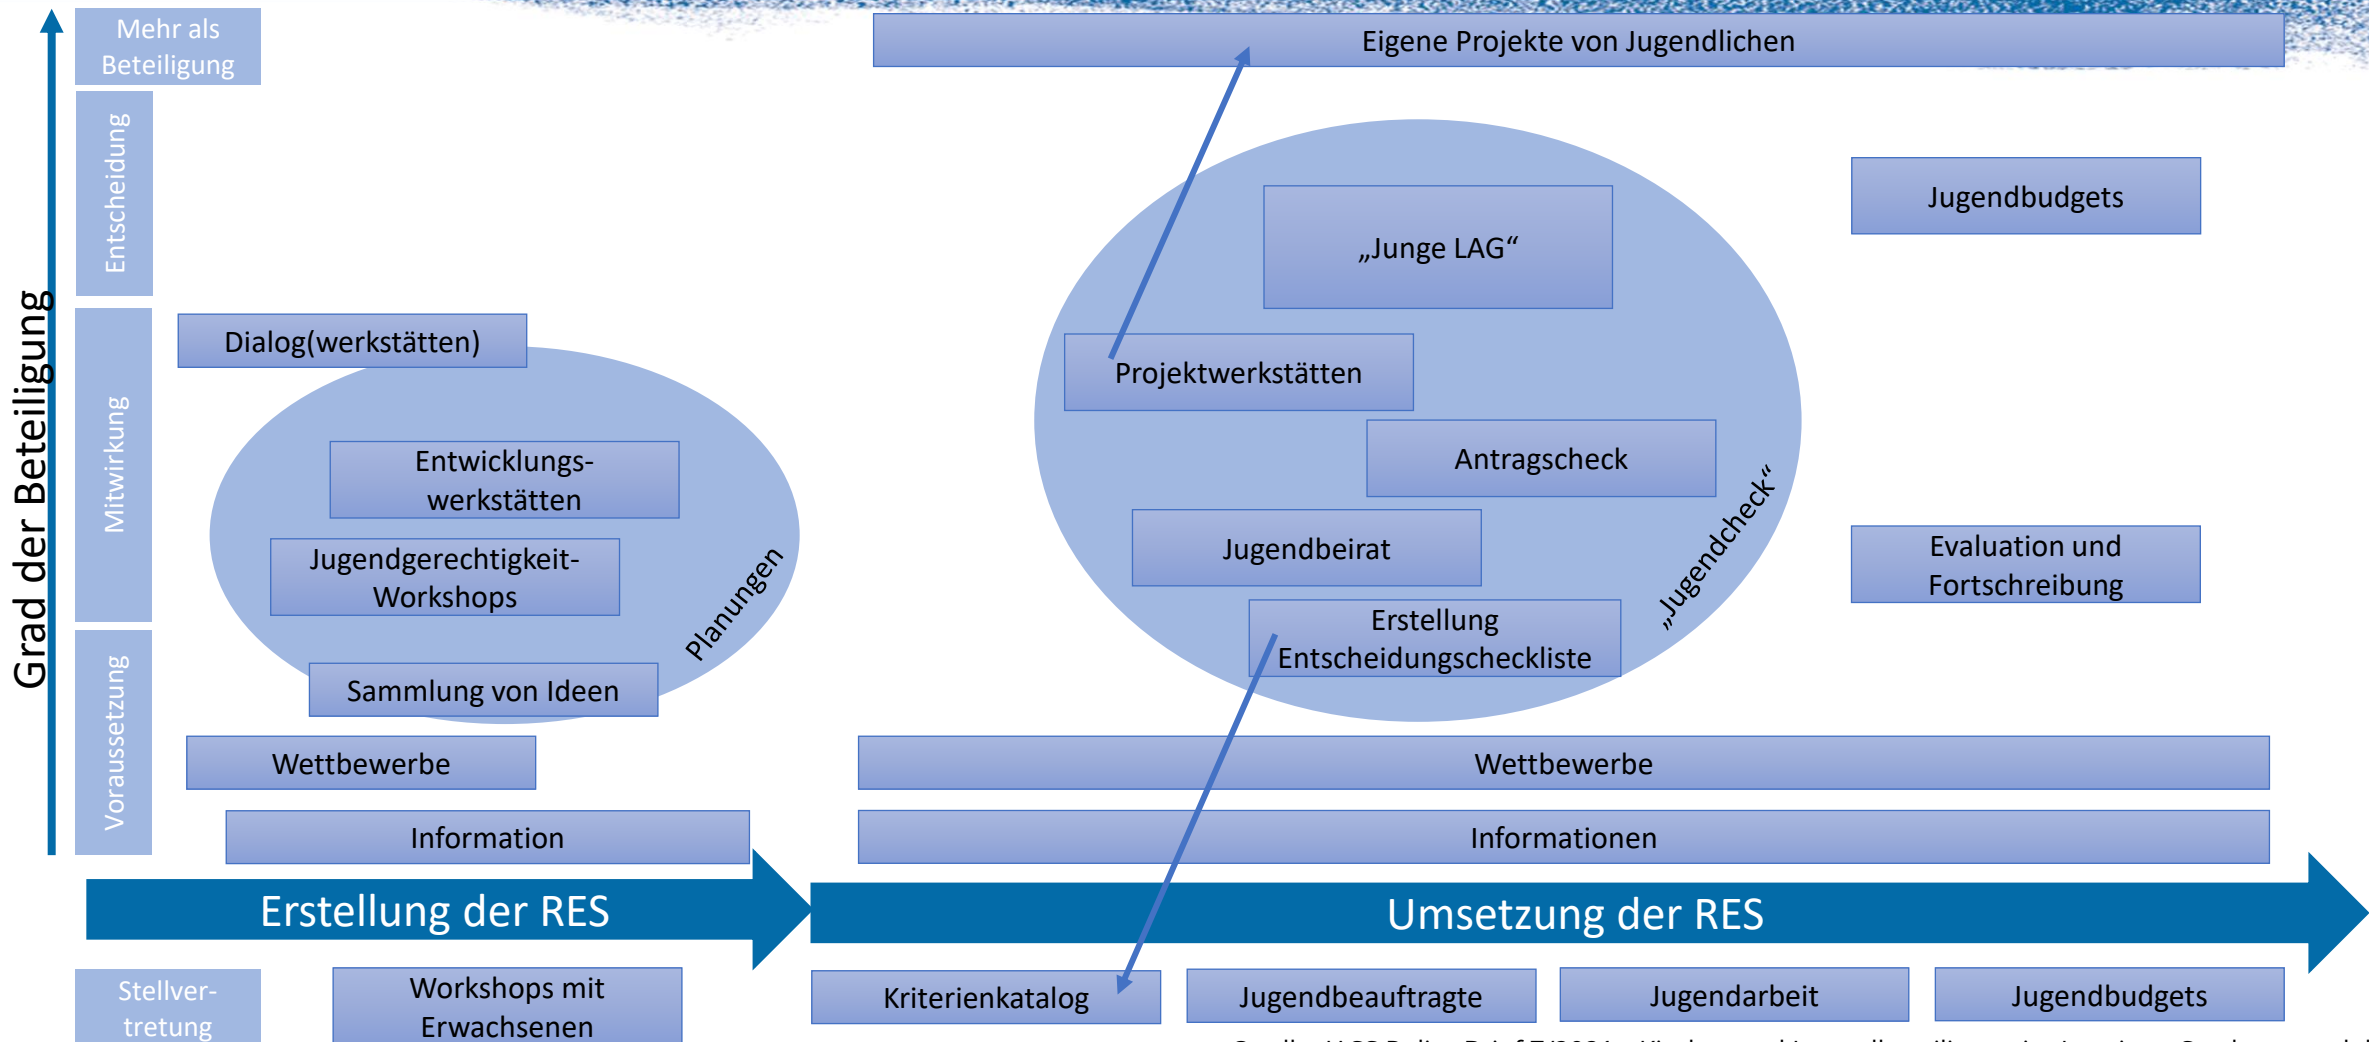 Mehr als
Beteiligung
Eigene Projekte von Jugendlichen
Grad der Beteiligung
Entscheidung
Jugendbudgets
„Junge LAG“
Mitwirkung
Dialog(werkstätten)
Projektwerkstätten
Entwicklungs-
werkstätten
Antragscheck
Jugendgerechtigkeit-
Workshops
Planungen
Jugendbeirat
„Jugendcheck“
Evaluation und
Fortschreibung
Erstellung
Entscheidungscheckliste
Voraussetzung
Sammlung von Ideen
Wettbewerbe
Wettbewerbe
Information
Informationen
Erstellung der RES
Umsetzung der RES
Stellver-
tretung
Workshops mit
Erwachsenen
Kriterienkatalog
Jugendbeauftragte
Jugendarbeit
Jugendbudgets